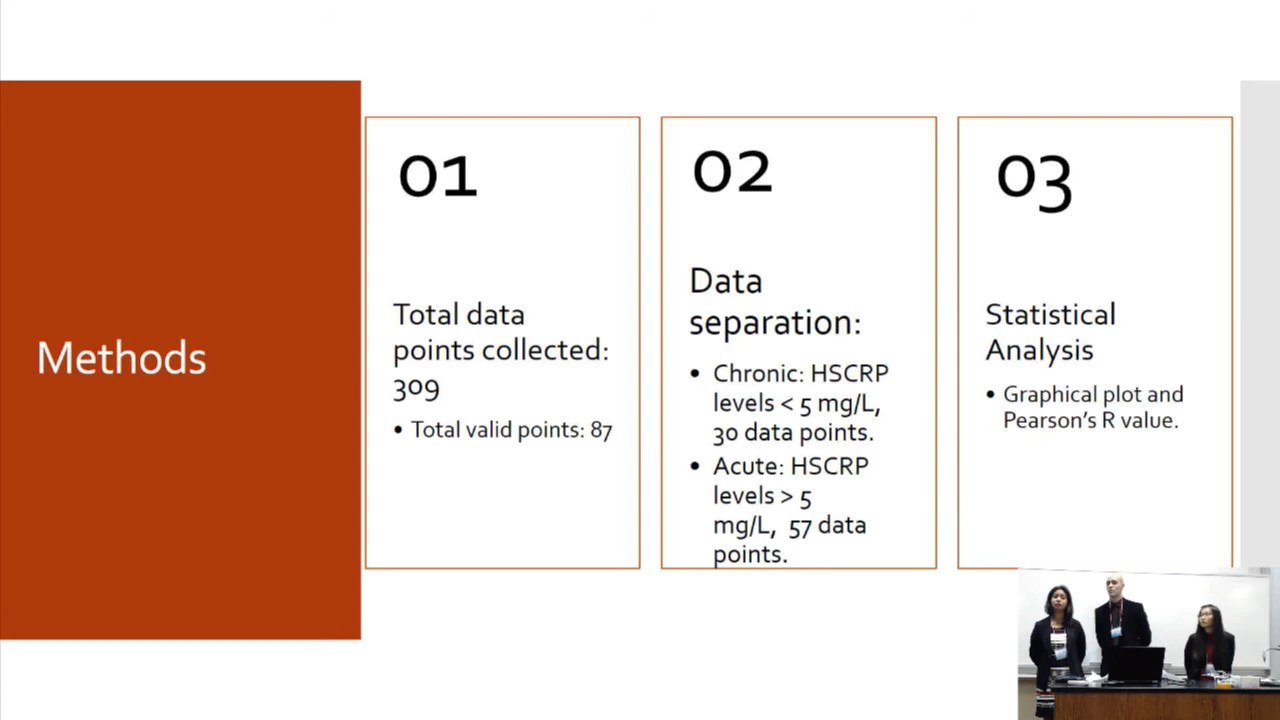 Methods
01
Total data
points collected:
309
• Total valid points: 87
02
Data
separation:
• Chronic: HSCRP
levels < 5 mg/L,
30 data points.
• Acute: HSCRP
levels > 5
mg/L, 57 data
points.
03
Statistical
Analysis
• Graphical plot and
Pearson’s R value.